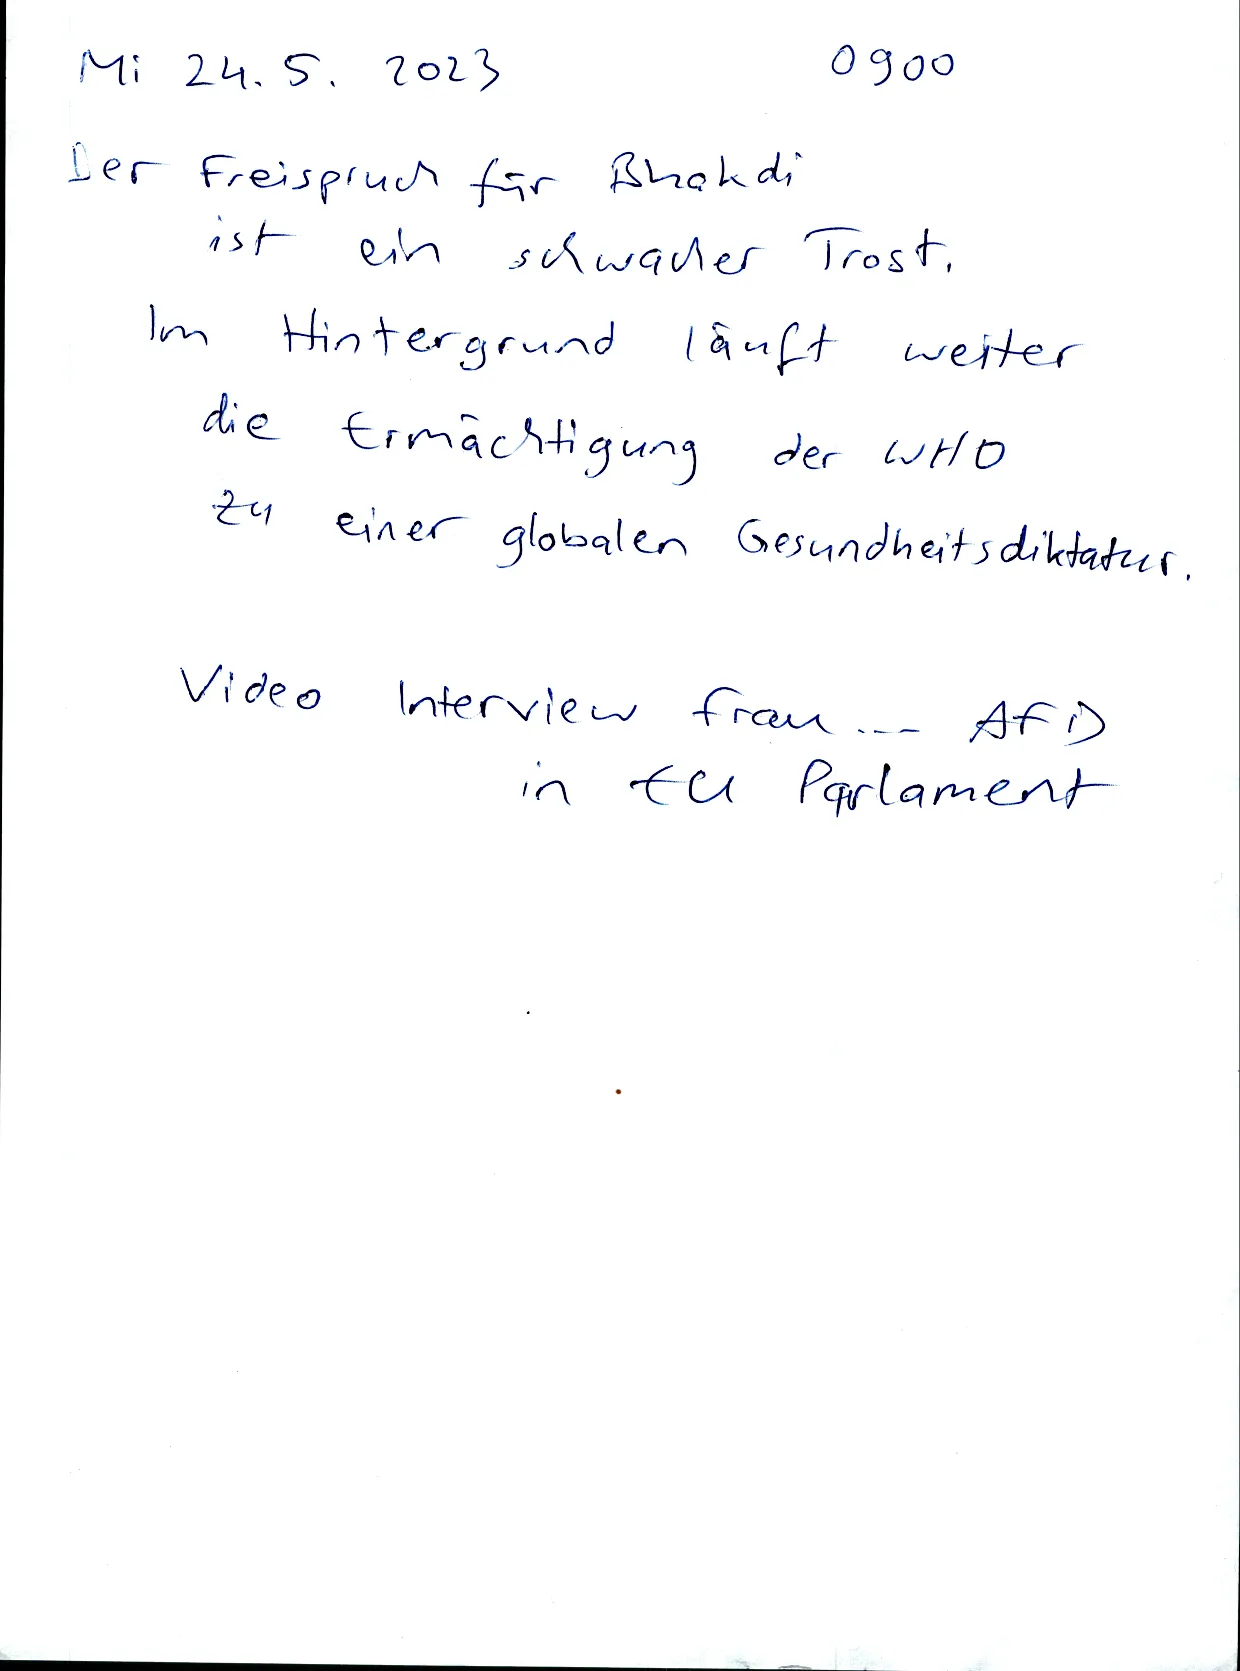 Mi 24.5.2023 0900
Der Freispruch für Bhakdi
ist ein schwacher Trost.
Im Hintergrund läuft weiter
die Ermächtigung der WHO
zu einer globalen Gesundheitsdiktatur.
Video Interview Frau... AfD
in EU Parlament